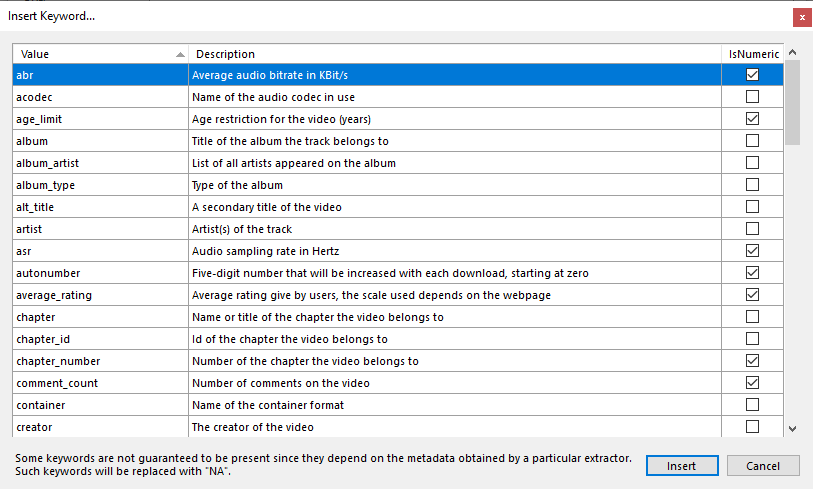 Insert Keyword...
x
Value Description IsNumeric
abr Average audio bitrate in KBit/s
acodec Name of the audio codec in use
age_limit Age restriction for the video (years)
album Title of the album the track belongs to
album_artist List of all artists appeared on the album
album_type Type of the album
alt_title A secondary title of the video
artist Artist(s) of the track
asr Audio sampling rate in Hertz
autonumber Five-digit number that will be increased with each download, starting at zero
average_rating Average rating give by users, the scale used depends on the webpage
chapter Name or title of the chapter the video belongs to
chapter_id Id of the chapter the video belongs to
chapter_number Number of the chapter the video belongs to
comment_count Number of comments on the video
container Name of the container format
creator The creator of the video
Some keywords are not guaranteed to be present since they depend on the metadata obtained by a particular extractor.
Such keywords will be replaced with "NA".
Insert Cancel